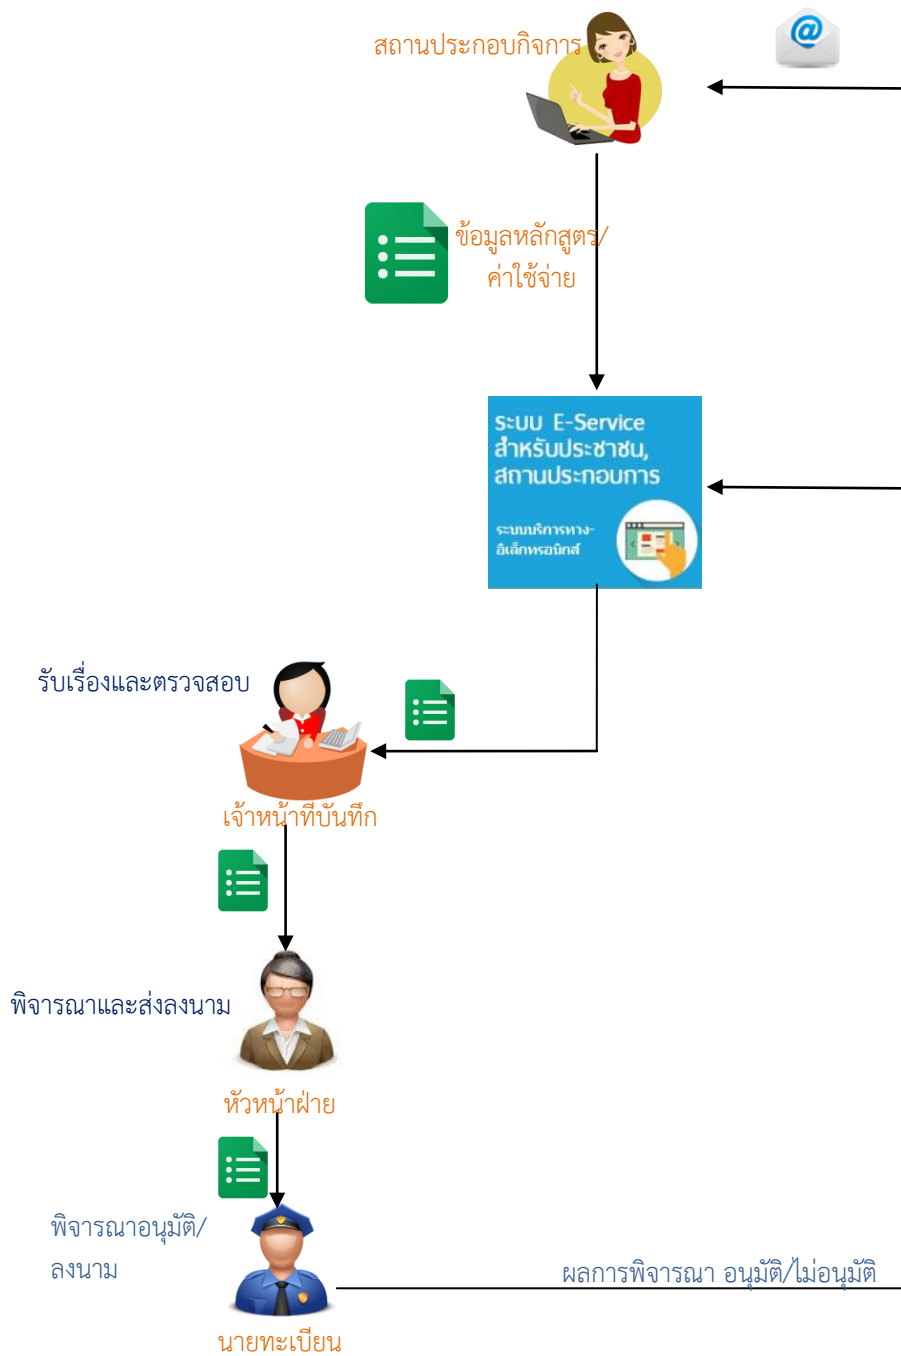 สถานประกอบกิจการ
ข้อมูลหลักสูตร/
ค่าใช้จ่าย
ระบบ E-Service
สำหรับประชาชน,
สถานประกอบการ
ระบบบริการทาง-
อิเล็กทรอนิกส์
รับเรื่องและตรวจสอบ
เจ้าหน้าที่บันทึก
พิจารณาและส่งลงนาม
หัวหน้าฝ่าย
พิจารณาอนุมัติ/
ลงนาม
ผลการพิจารณา อนุมัติ/ไม่อนุมัติ
นายทะเบียน